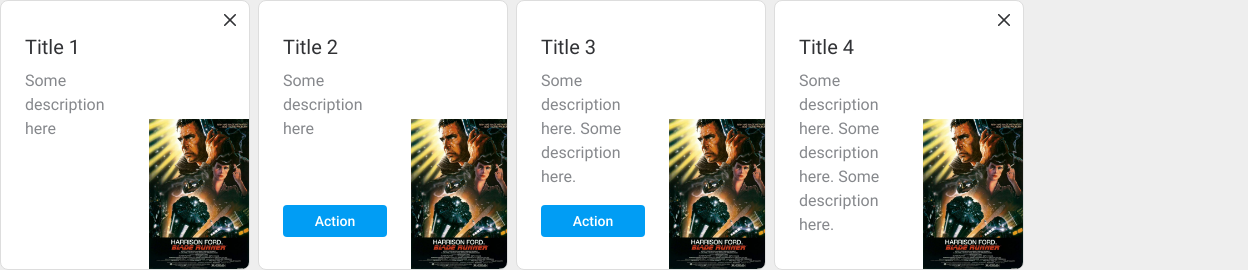 Title 1
Some
description
here
HARRISON FORD.
BLADE RUNNER
Title 2
Some
description
here
Action
HARRISON FORD.
BLADE RUNNER
Title 3
Some
description
here. Some
description
here.
Action
HARRISON FORD.
BLADE RUNNER
Title 4
Some
description
here. Some
description
here. Some
description
here.
HARRISON FORD.
BLADE RUNNER